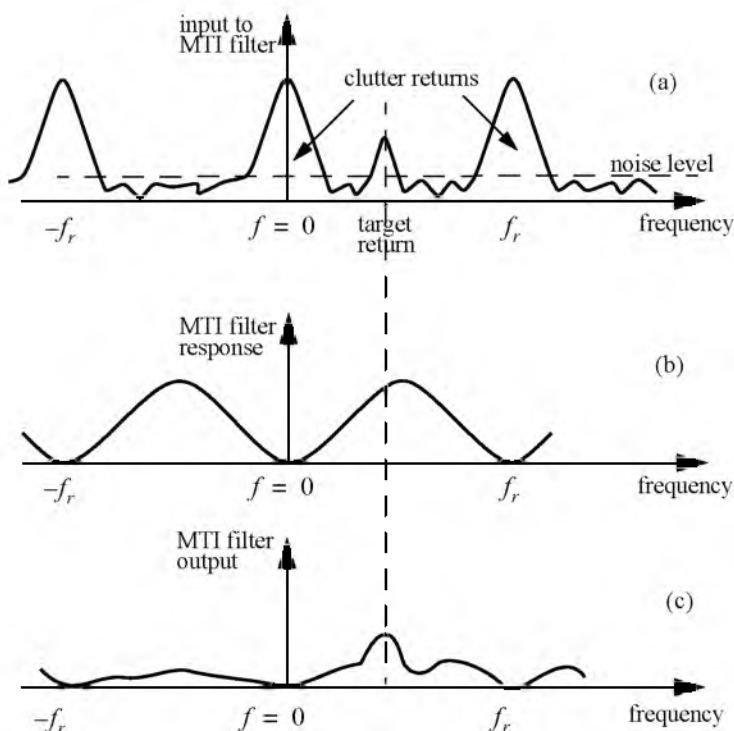 input to
MTI filter
clutter returns
(a)
noise level
–fᵣ
f = 0
target
return
fᵣ
frequency
MTI filter
response
(b)
–fᵣ
f = 0
fᵣ
frequency
MTI filter
output
(c)
–fᵣ
f = 0
fᵣ
frequency